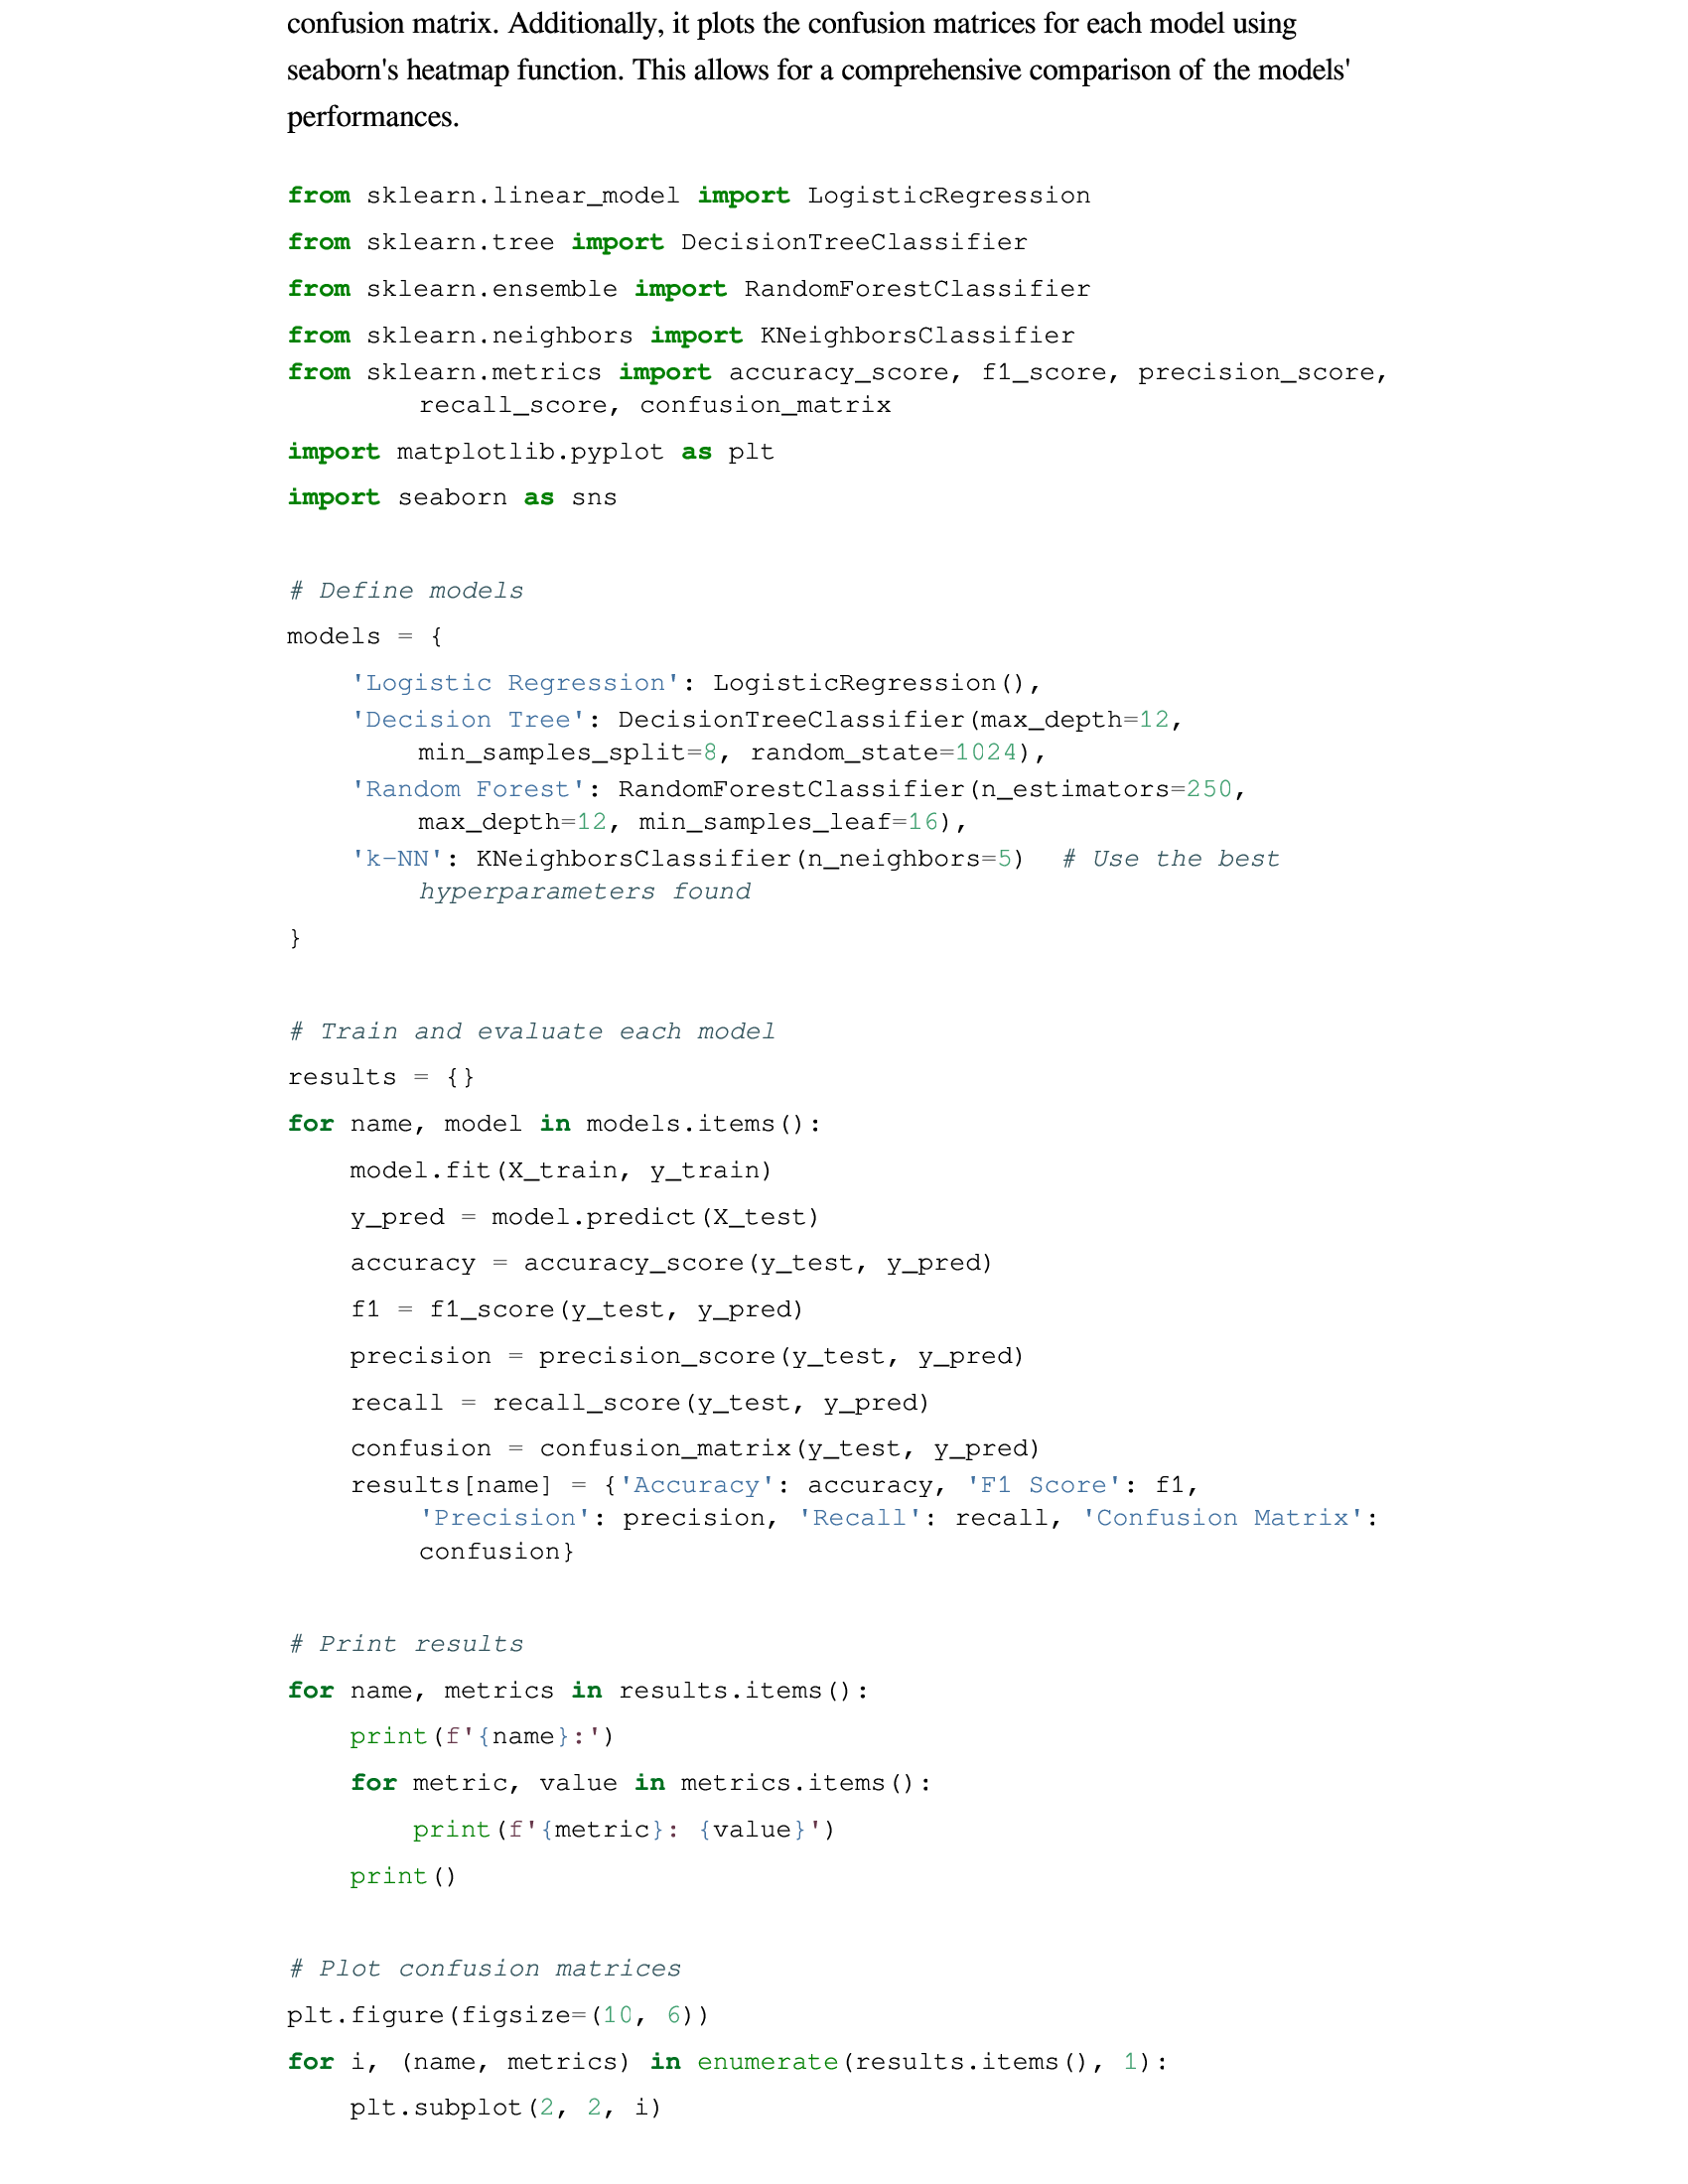 confusion matrix. Additionally, it plots the confusion matrices for each model using
seaborn's heatmap function. This allows for a comprehensive comparison of the models'
performances.
from sklearn.linear_model import LogisticRegression
from sklearn.tree import DecisionTreeClassifier
from sklearn.ensemble import RandomForestClassifier
from sklearn.neighbors import KNeighborsClassifier
from sklearn.metrics import accuracy_score, f1_score, precision_score,
        recall_score, confusion_matrix
import matplotlib.pyplot as plt
import seaborn as sns
# Define models
models = {
    'Logistic Regression': LogisticRegression(),
    'Decision Tree': DecisionTreeClassifier(max_depth=12,
        min_samples_split=8, random_state=1024),
    'Random Forest': RandomForestClassifier(n_estimators=250,
        max_depth=12, min_samples_leaf=16),
    'k-NN': KNeighborsClassifier(n_neighbors=5)  # Use the best
        hyperparameters found
}
# Train and evaluate each model
results = {}
for name, model in models.items():
    model.fit(X_train, y_train)
    y_pred = model.predict(X_test)
    accuracy = accuracy_score(y_test, y_pred)
    f1 = f1_score(y_test, y_pred)
    precision = precision_score(y_test, y_pred)
    recall = recall_score(y_test, y_pred)
    confusion = confusion_matrix(y_test, y_pred)
    results[name] = {'Accuracy': accuracy, 'F1 Score': f1,
        'Precision': precision, 'Recall': recall, 'Confusion Matrix':
        confusion}
# Print results
for name, metrics in results.items():
    print(f'{name}:')
    for metric, value in metrics.items():
        print(f'{metric}: {value}')
    print()
# Plot confusion matrices
plt.figure(figsize=(10, 6))
for i, (name, metrics) in enumerate(results.items(), 1):
    plt.subplot(2, 2, i)